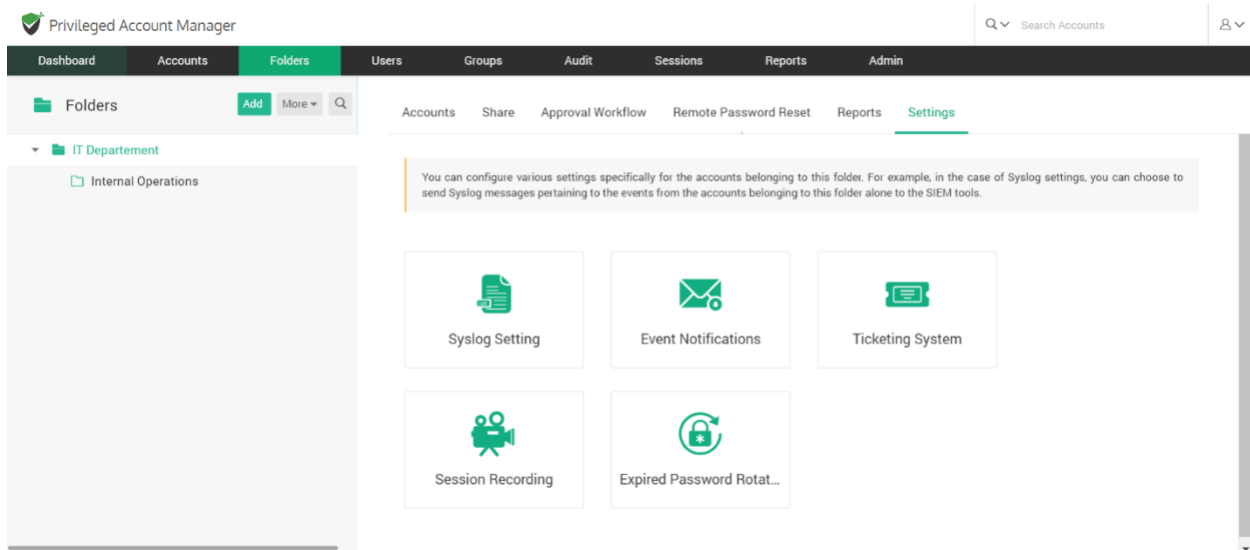 Privileged Account Manager
Search Accounts
Dashboard Accounts Folders Users Groups Audit Sessions Reports Admin
Folders Add More
Accounts Share Approval Workflow Remote Password Reset Reports Settings
IT Departement
Internal Operations
You can configure various settings specifically for the accounts belonging to this folder. For example, in the case of Syslog settings, you can choose to
send Syslog messages pertaining to the events from the accounts belonging to this folder alone to the SIEM tools.
Syslog Setting Event Notifications Ticketing System
Session Recording Expired Password Rotat...